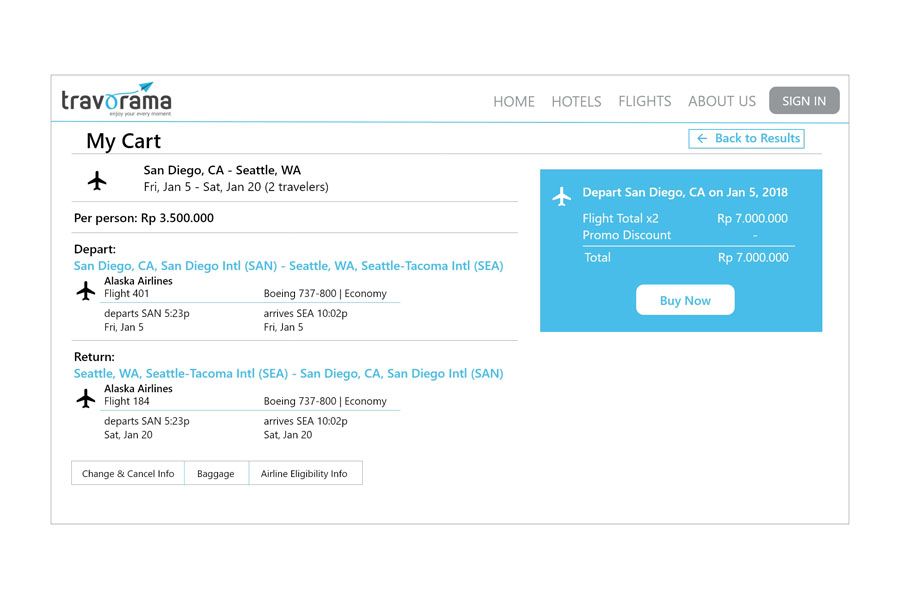 travorama
enjoy your every moment
HOME HOTELS FLIGHTS ABOUT US SIGN IN
My Cart
← Back to Results
San Diego, CA - Seattle, WA
Fri, Jan 5 - Sat, Jan 20 (2 travelers)
Per person: Rp 3.500.000
Depart:
San Diego, CA, San Diego Intl (SAN) - Seattle, WA, Seattle-Tacoma Intl (SEA)
Alaska Airlines
Flight 401 Boeing 737-800 | Economy
departs SAN 5:23p arrives SEA 10:02p
Fri, Jan 5 Fri, Jan 5
Return:
Seattle, WA, Seattle-Tacoma Intl (SEA) - San Diego, CA, San Diego Intl (SAN)
Alaska Airlines
Flight 184 Boeing 737-800 | Economy
departs SAN 5:23p arrives SEA 10:02p
Sat, Jan 20 Sat, Jan 20
Change & Cancel Info Baggage Airline Eligibility Info
Depart San Diego, CA on Jan 5, 2018
Flight Total x2 Rp 7.000.000
Promo Discount -
Total Rp 7.000.000
Buy Now